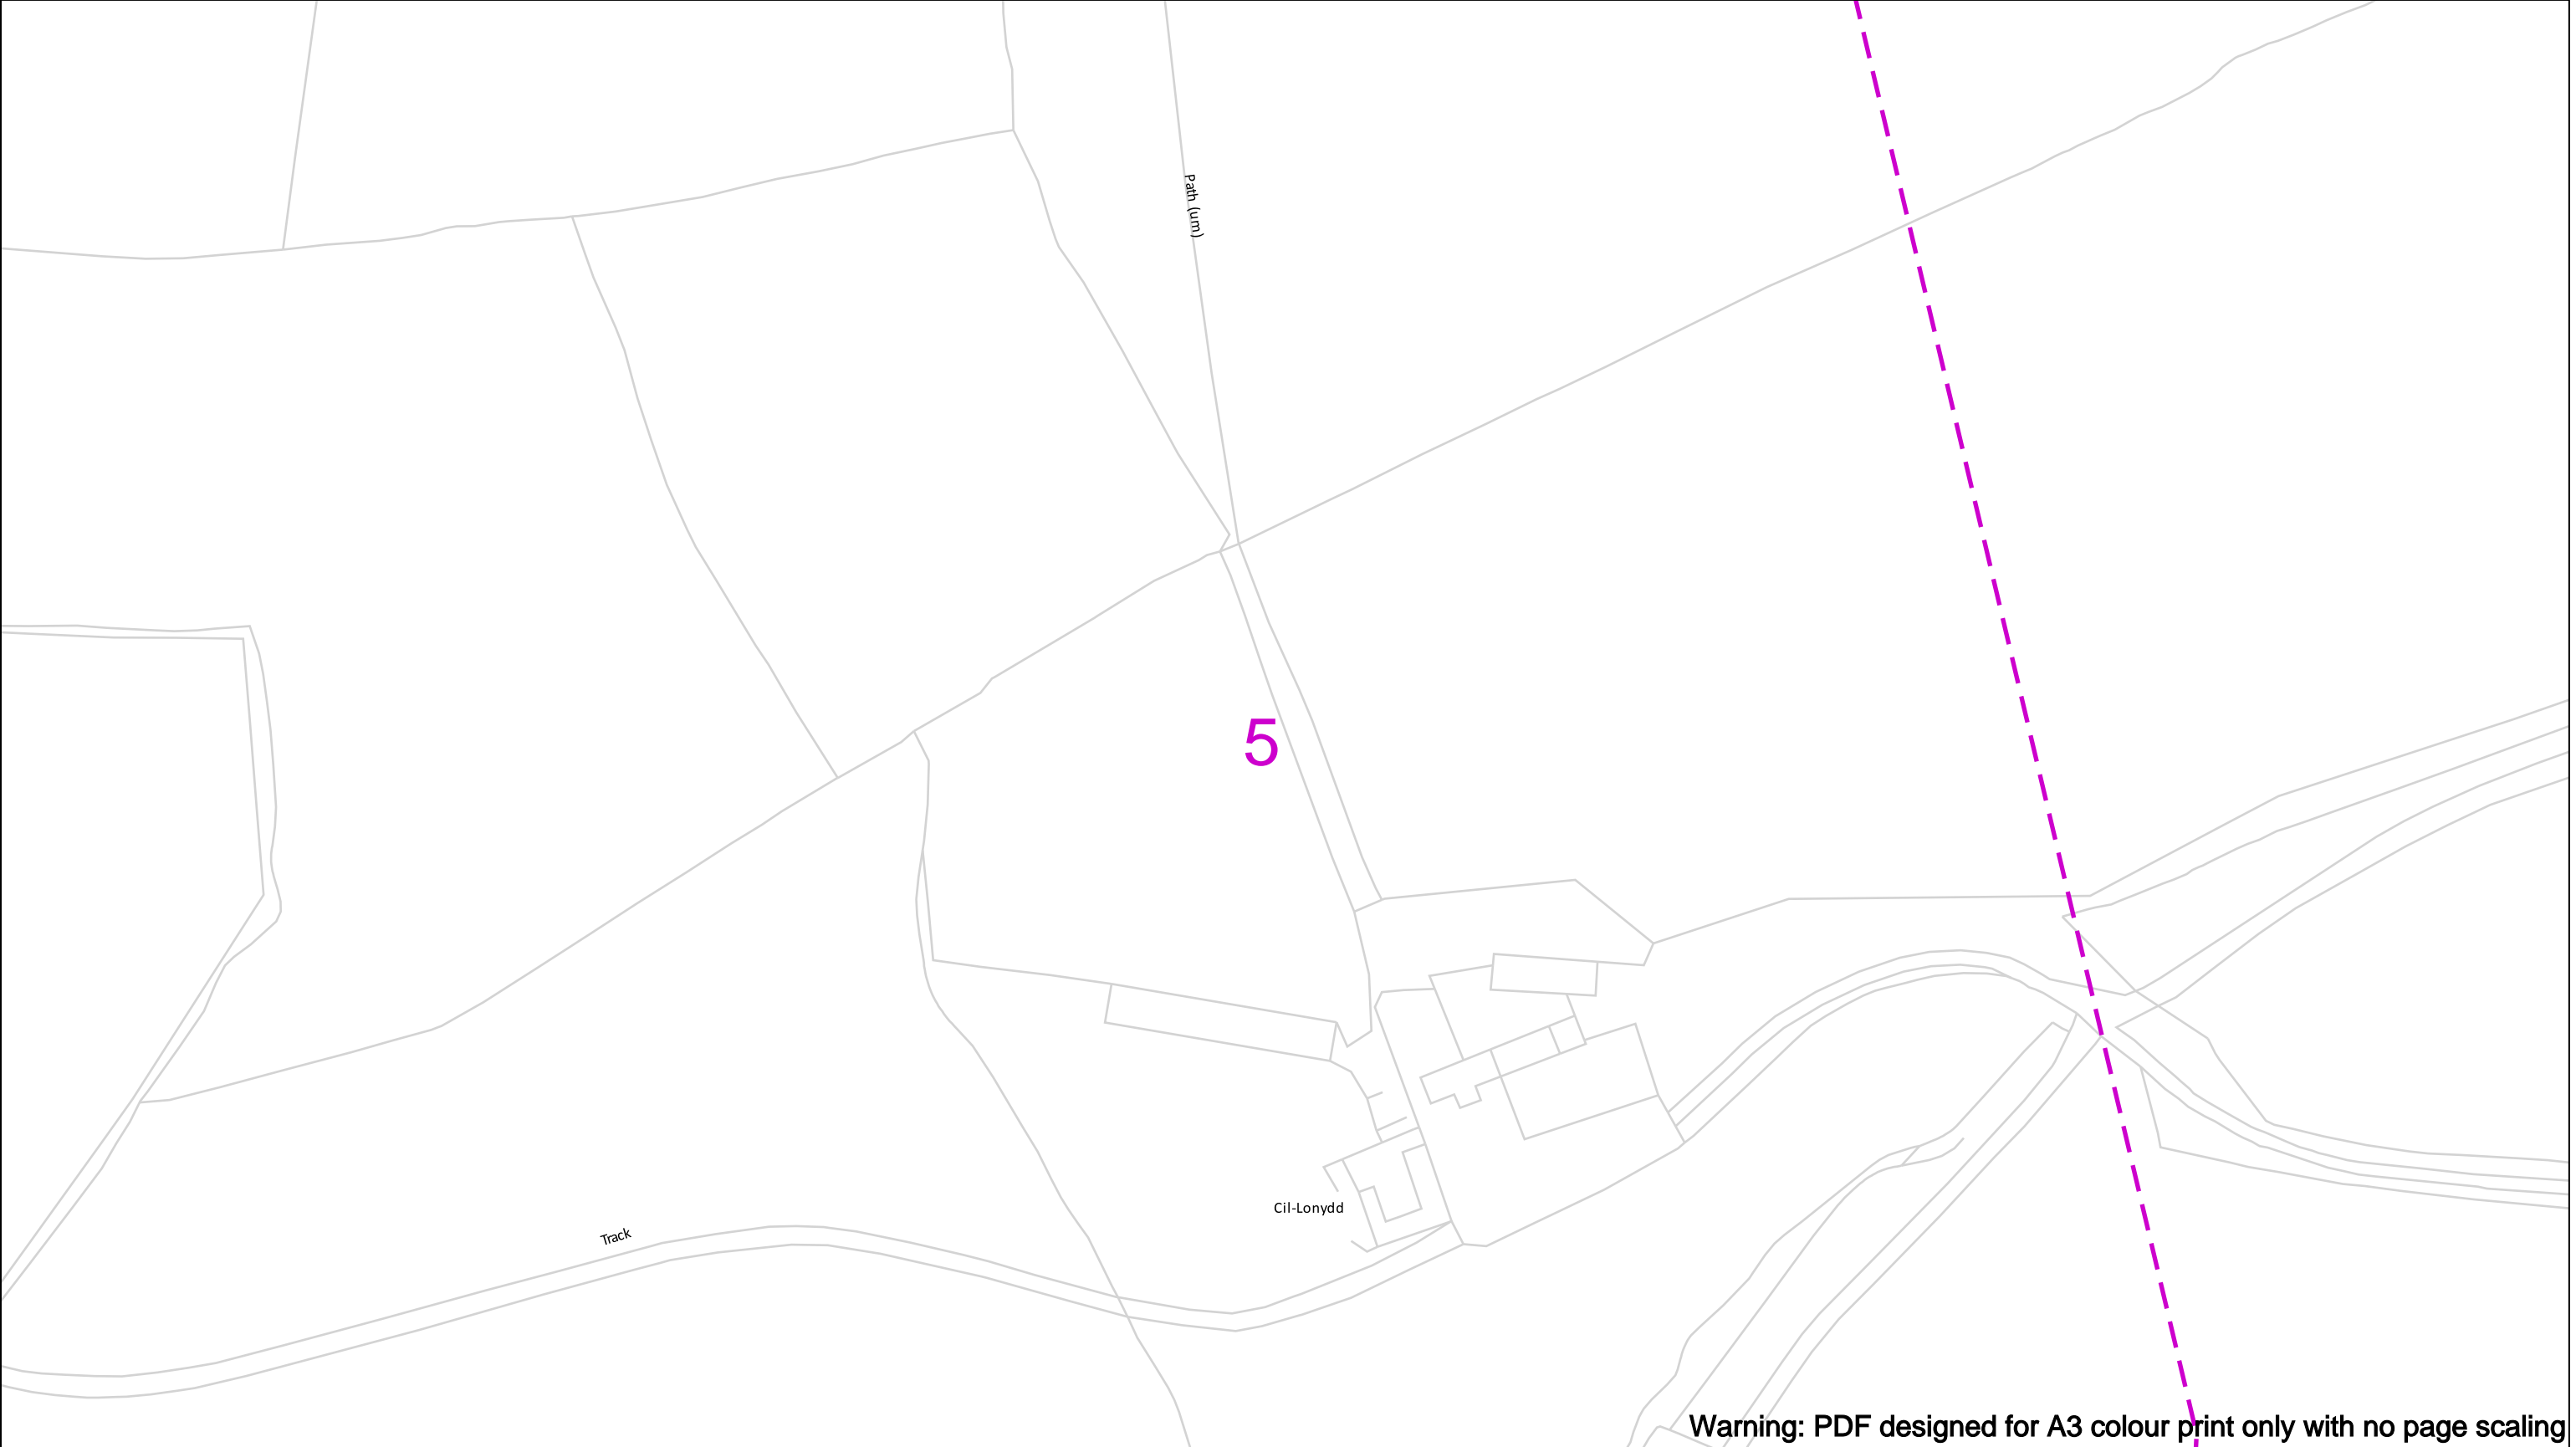 Path (um)
5
Cil-Lonydd
Track
Warning: PDF designed for A3 colour print only with no page scaling